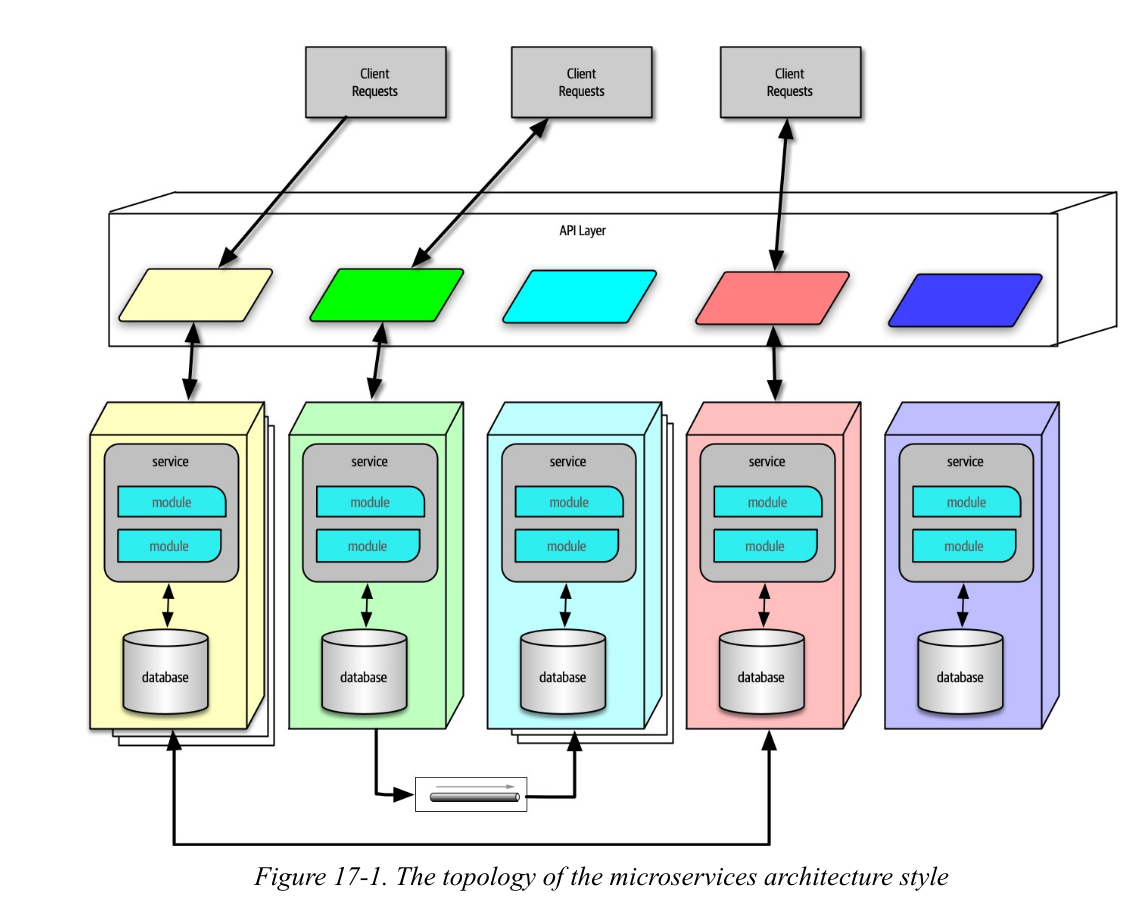 Client
Requests
Client
Requests
Client
Requests
API Layer
service
module
module
database
service
module
module
database
service
module
module
database
service
module
module
database
service
module
module
database
Figure 17-1. The topology of the microservices architecture style